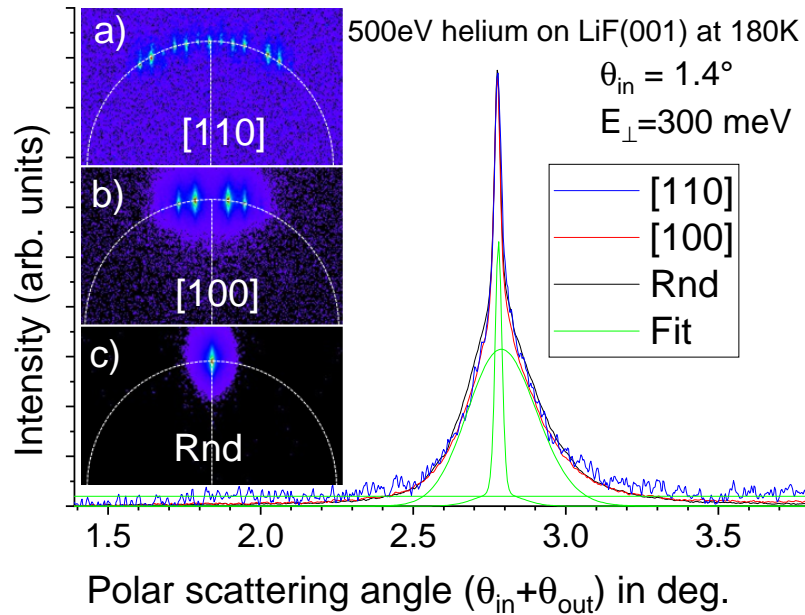 500eV helium on LiF(001) at 180K
θin = 1.4°
E⊥=300 meV
a)
[110]
b)
[100]
c)
Rnd
[110]
[100]
Rnd
Fit
Intensity (arb. units)
1.5 2.0 2.5 3.0 3.5
Polar scattering angle (θin+θout) in deg.